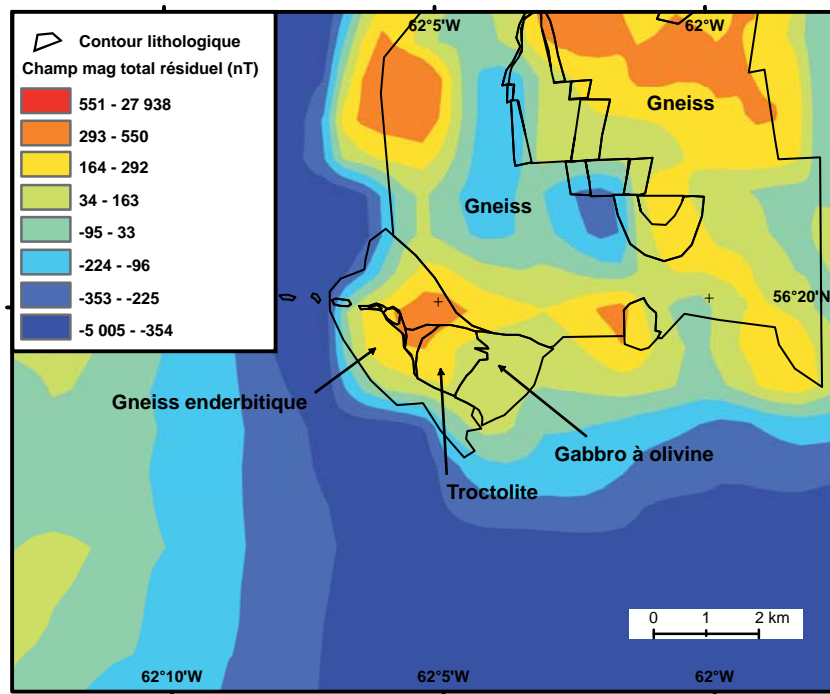 Contour lithologique
Champ mag total résiduel (nT)
551 - 27 938
293 - 550
164 - 292
34 - 163
-95 - 33
-224 - -96
-353 - -225
-5 005 - -354
62°5'W
62°W
Gneiss
Gneiss
56°20'N
Gneiss enderbitique
Gabbro à olivine
Troctolite
0 1 2 km
62°10'W
62°5'W
62°W